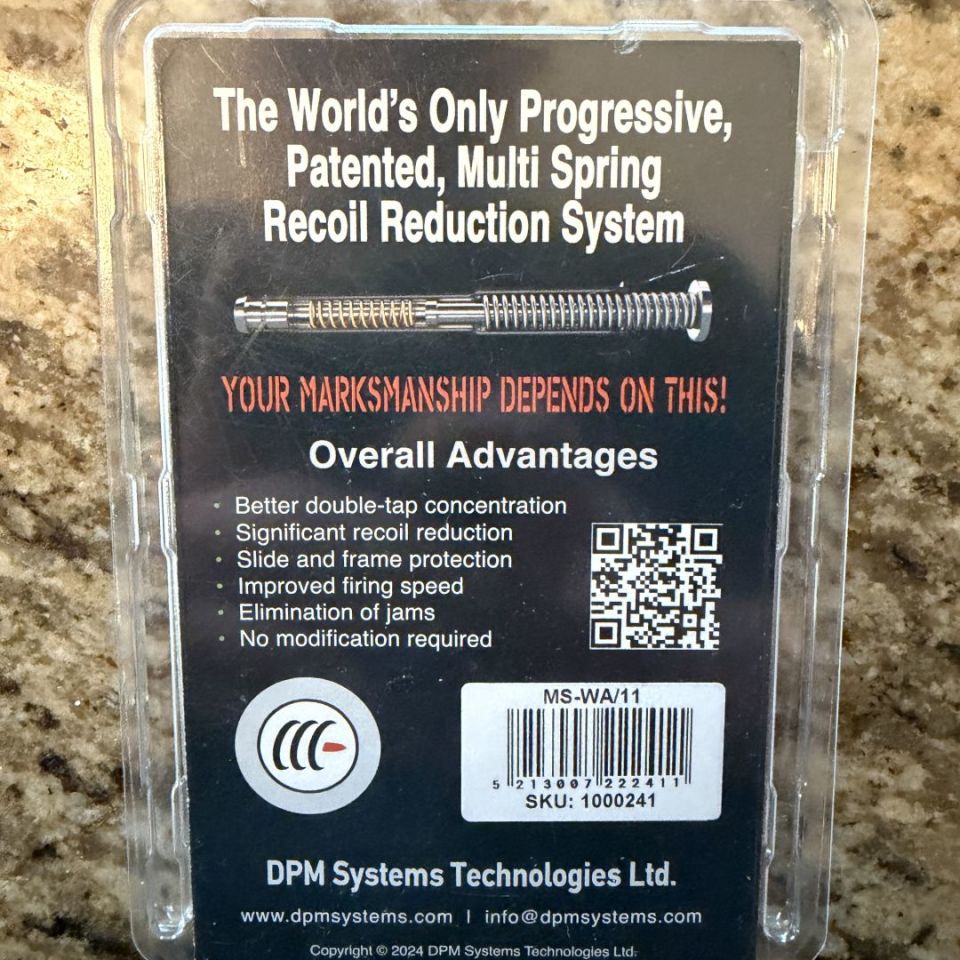 The World's Only Progressive,
Patented, Multi Spring
Recoil Reduction System
YOUR MARKSMANSHIP DEPENDS ON THIS!
Overall Advantages
• Better double-tap concentration
• Significant recoil reduction
• Slide and frame protection
• Improved firing speed
• Elimination of jams
• No modification required
MS-WA/11
5 213007 222411
SKU: 1000241
DPM Systems Technologies Ltd.
www.dpmsystems.com | info@dpmsystems.com
Copyright © 2024 DPM Systems Technologies Ltd.